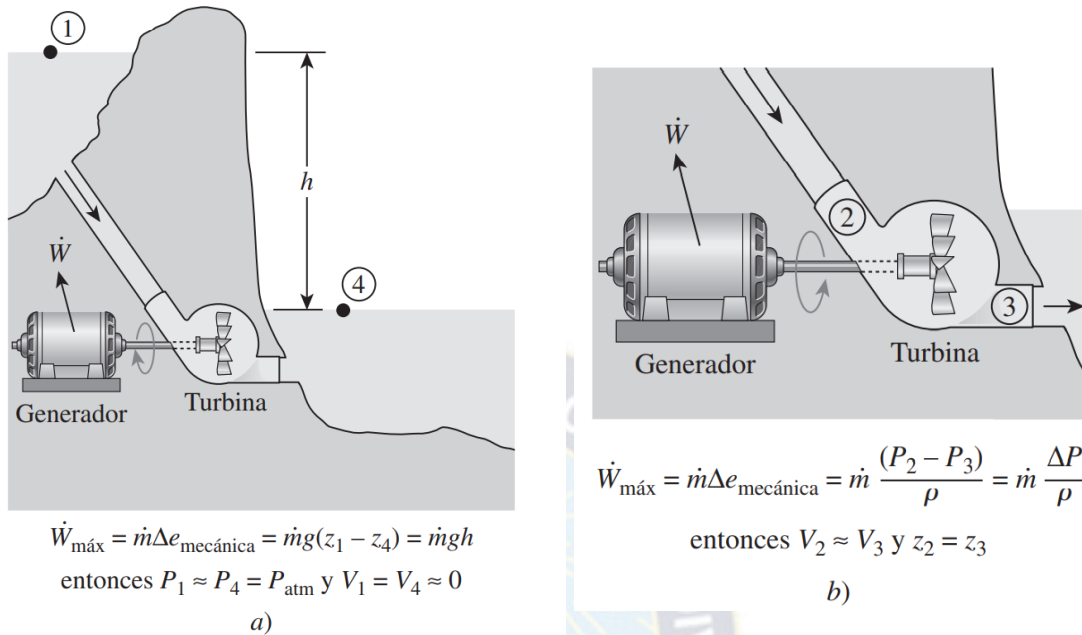 1
h
4
Ẇ
Generador
Turbina
Ẇmáx = ṁΔemecánica = ṁg(z1 – z4) = ṁgh
entonces P1 ≈ P4 = Patm y V1 = V4 ≈ 0
a)
Ẇ
2
3
Generador
Turbina
Ẇmáx = ṁΔemecánica = ṁ (P2 – P3)/ρ = ṁ ΔP/ρ
entonces V2 ≈ V3 y z2 = z3
b)